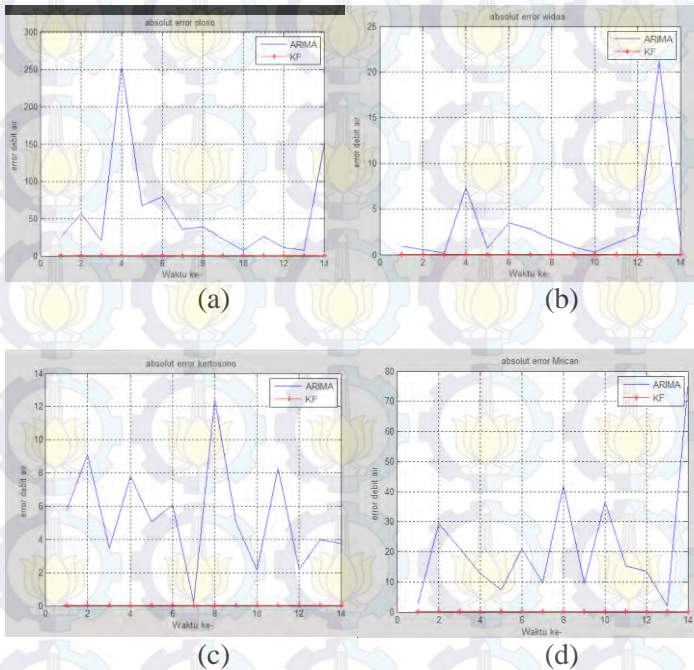 absolut error ploso
300
250
200
150
100
50
0
error debit air
0 2 4 6 8 10 12 14
Waktu ke-
ARIMA
KF
(a)
absolut error widas
25
20
15
10
5
0
error debit air
0 2 4 6 8 10 12 14
Waktu ke-
ARIMA
KF
(b)
absolut error kertosono
14
12
10
8
6
4
2
0
error debit air
0 2 4 6 8 10 12 14
Waktu ke-
ARIMA
KF
(c)
absolut error Mrican
80
70
60
50
40
30
20
10
0
error debit air
0 2 4 6 8 10 12 14
Waktu ke-
ARIMA
KF
(d)